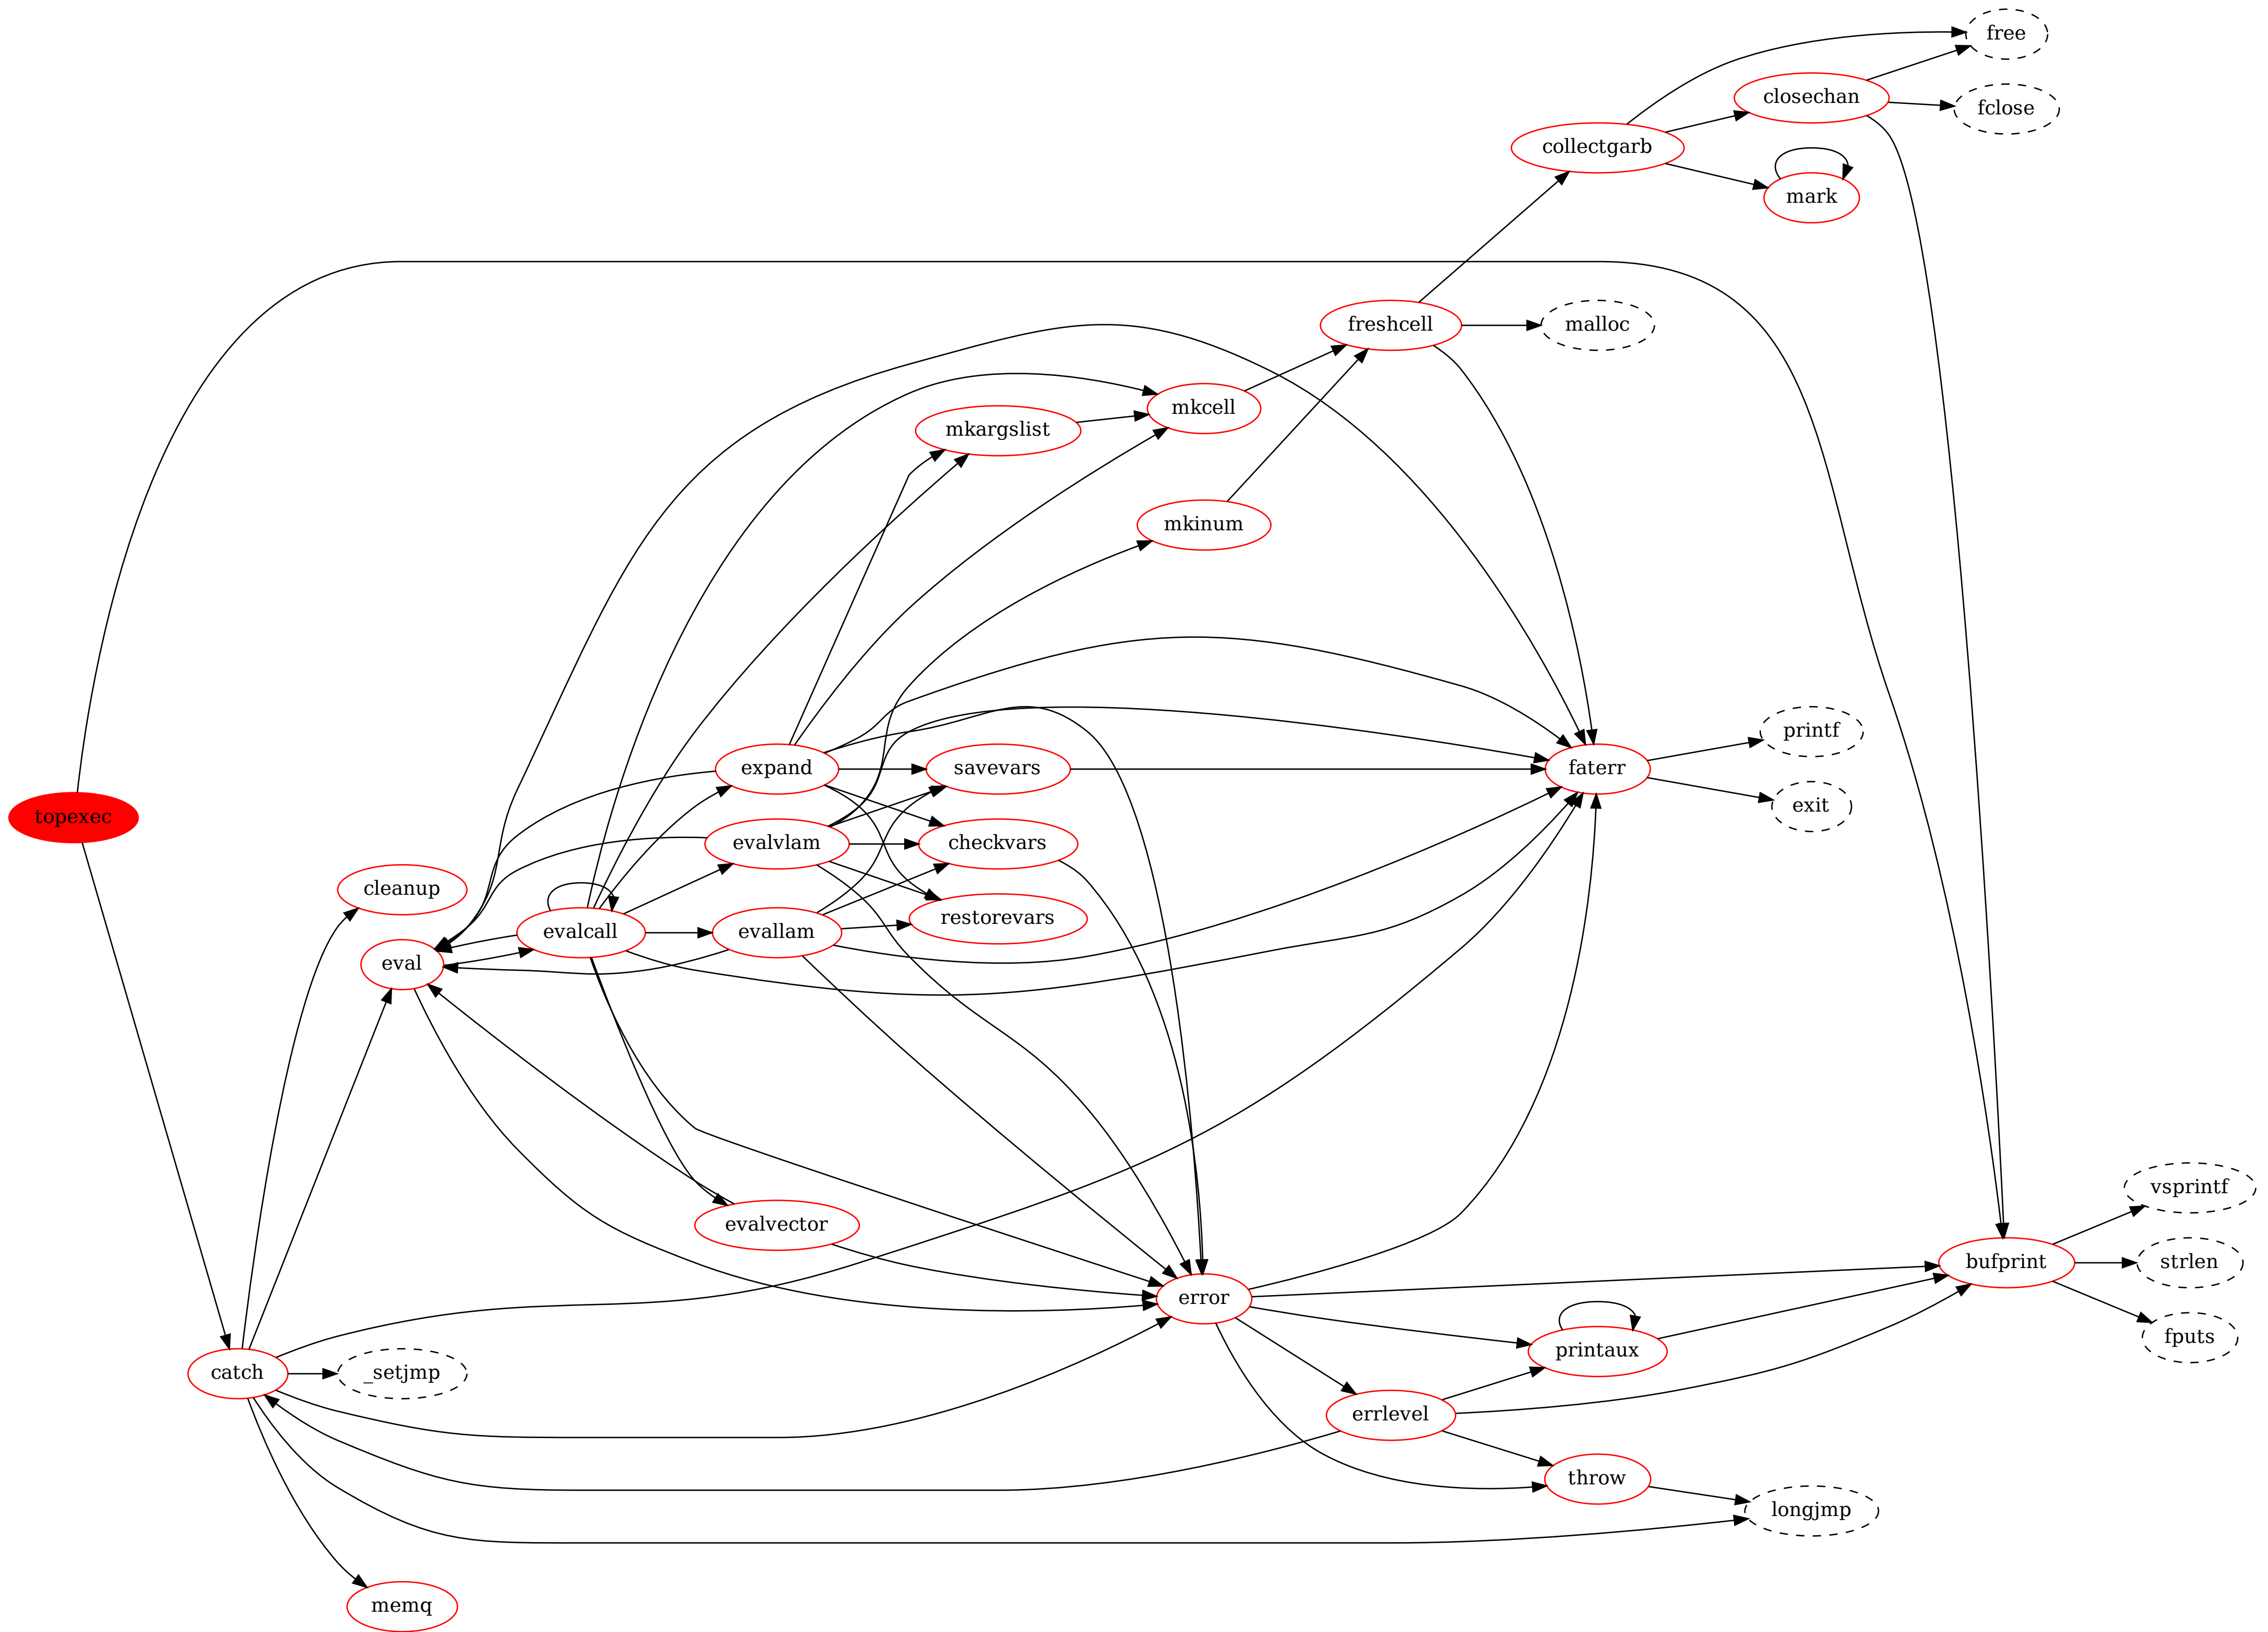 free
closechan
fclose
collectgarb
mark
freshcell
malloc
mkcell
mkargslist
mkinum
printf
expand
savevars
faterr
exit
topexec
evalvlam
checkvars
cleanup
restorevars
evalcall
evallam
eval
vsprintf
evalvector
bufprint
strlen
error
fputs
printaux
catch
_setjmp
errlevel
throw
longjmp
memq